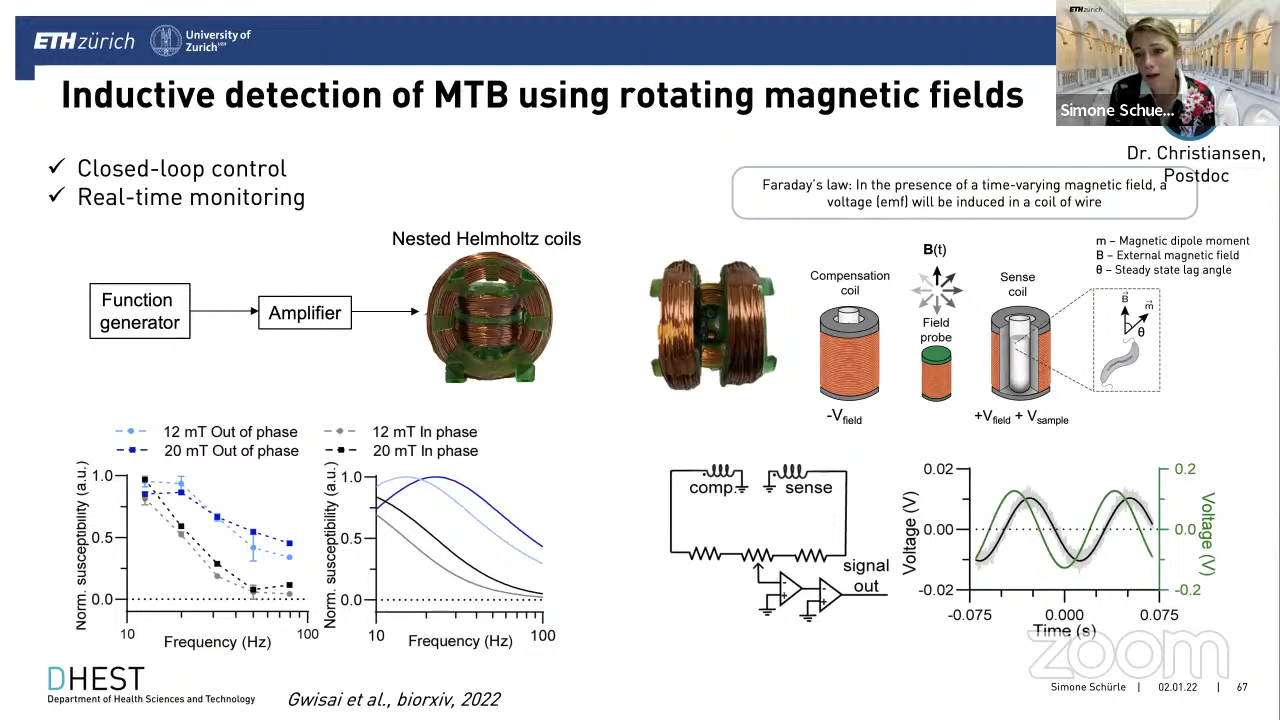 ETH zürich
University of
Zurich UZH
ETH zürich
Simone Schue...
Inductive detection of MTB using rotating magnetic fields
Dr. Christiansen,
Postdoc
✓ Closed-loop control
✓ Real-time monitoring
Faraday's law: In the presence of a time-varying magnetic field, a
voltage (emf) will be induced in a coil of wire
Nested Helmholtz coils
Function
generator
Amplifier
B(t)
Compensation
coil
Field
probe
Sense
coil
m – Magnetic dipole moment
B – External magnetic field
θ – Steady state lag angle
B
m
θ
-Vfield
+Vfield + Vsample
12 mT Out of phase
20 mT Out of phase
12 mT In phase
20 mT In phase
Norm. susceptibility (a.u.)
1.0
0.5
0.0
10
100
Frequency (Hz)
Norm. susceptibility (a.u.)
1.0
0.5
0.0
10
100
Frequency (Hz)
comp.
sense
-
+
-
+
signal
out
Voltage (V)
0.02
0.00
-0.02
0.2
0.0
-0.2
Voltage (V)
-0.075
0.000
0.075
Time (s)
zoom
DHEST
Department of Health Sciences and Technology
Gwisai et al., biorxiv, 2022
Simone Schürle | 02.01.22 | 67